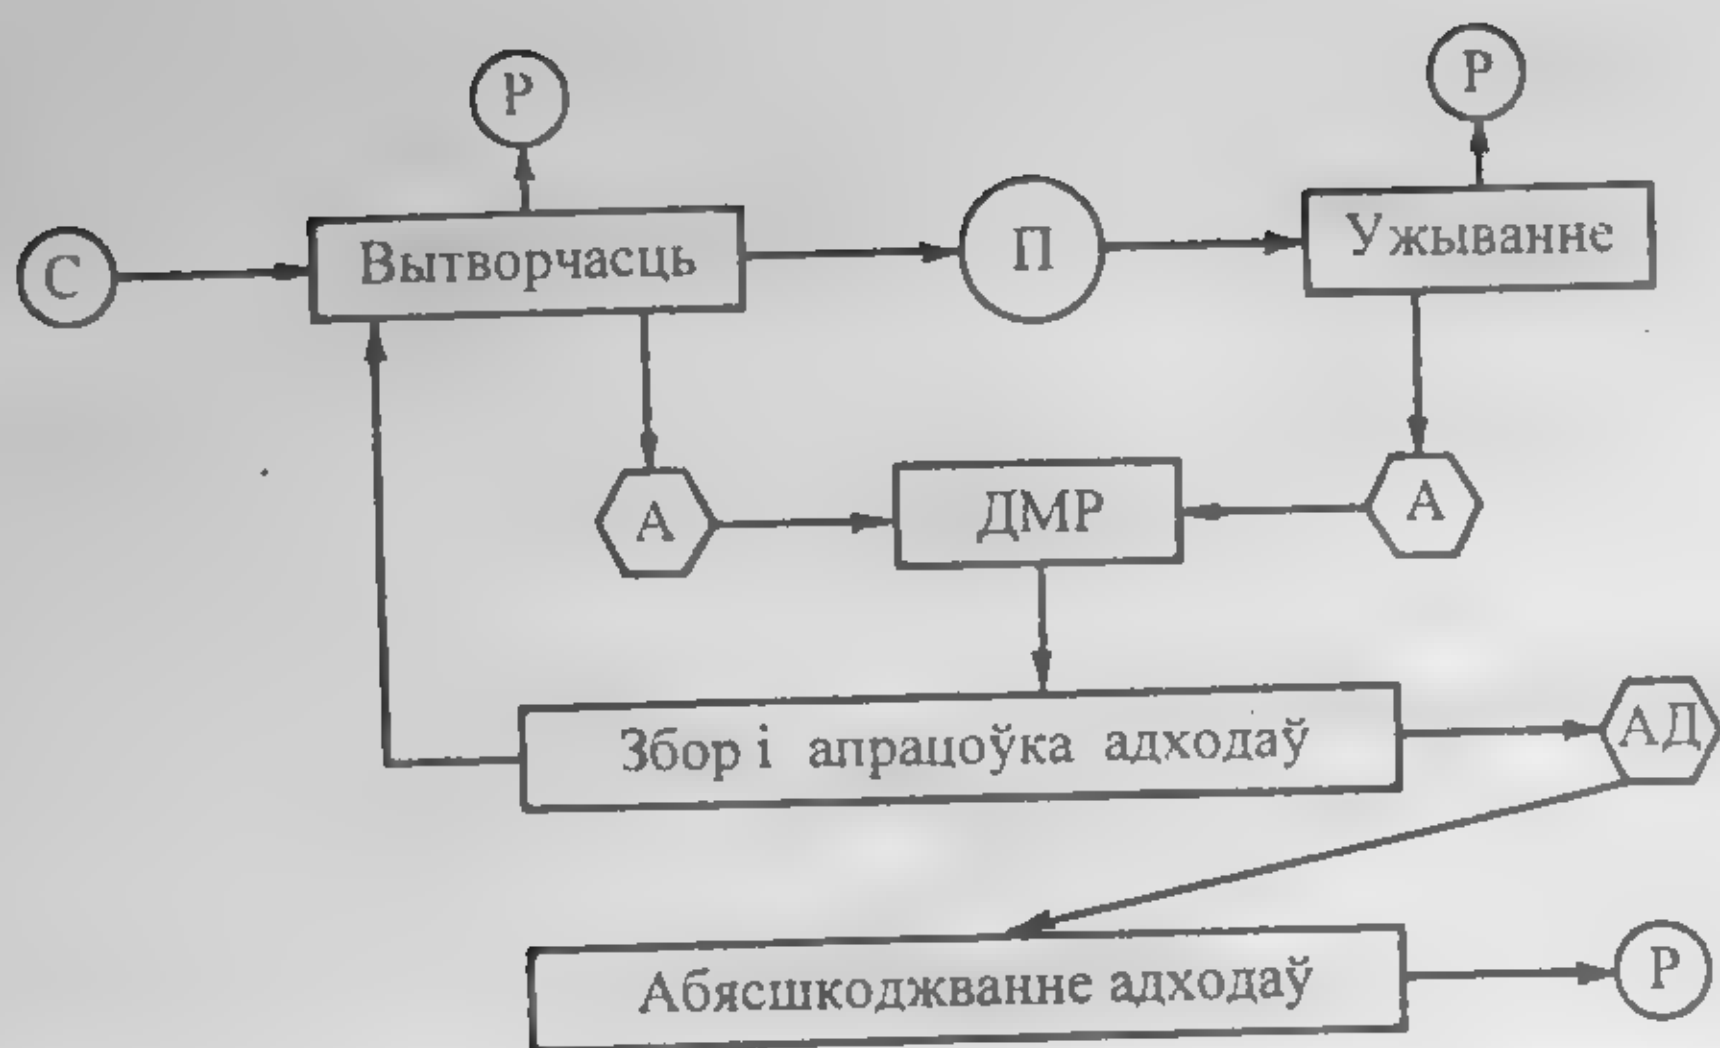 Р
Р
С
Вытворчасць
П
Ужыванне
А
ДМР
А
Збор і апрацоўка адходаў
АД
Абясшкоджванне адходаў
Р